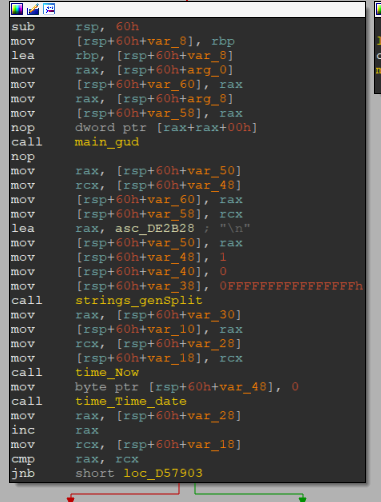 sub rsp, 60h
mov [rsp+60h+var_8], rbp
lea rbp, [rsp+60h+var_8]
mov rax, [rsp+60h+arg_0]
mov [rsp+60h+var_60], rax
mov rax, [rsp+60h+arg_8]
mov [rsp+60h+var_58], rax
nop dword ptr [rax+rax+00h]
call main_gud
nop
mov rax, [rsp+60h+var_50]
mov rcx, [rsp+60h+var_48]
mov [rsp+60h+var_60], rax
mov [rsp+60h+var_58], rcx
lea rax, asc_DE2B28 ; "\n"
mov [rsp+60h+var_50], rax
mov [rsp+60h+var_48], 1
mov [rsp+60h+var_40], 0
mov [rsp+60h+var_38], 0FFFFFFFFFFFFFFFFh
call strings_genSplit
mov rax, [rsp+60h+var_30]
mov [rsp+60h+var_10], rax
mov rcx, [rsp+60h+var_28]
mov [rsp+60h+var_18], rcx
call time_Now
mov byte ptr [rsp+60h+var_48], 0
call time_Time_date
mov rax, [rsp+60h+var_28]
inc rax
mov rcx, [rsp+60h+var_18]
cmp rax, rcx
jnb short loc_D57903